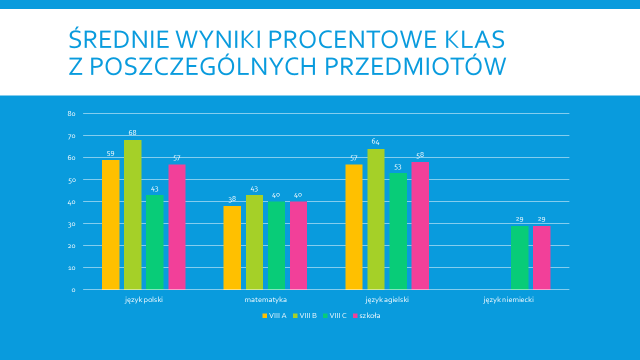 ŚREDNIE WYNIKI PROCENTOWE KLAS
Z POSZCZEGÓLNYCH PRZEDMIOTÓW
80
70
60
50
40
30
20
10
0
59
68
43
57
38
43
40
40
57
64
53
58
29
29
język polski
matematyka
język agielski
język niemiecki
VIII A
VIII B
VIII C
szkoła